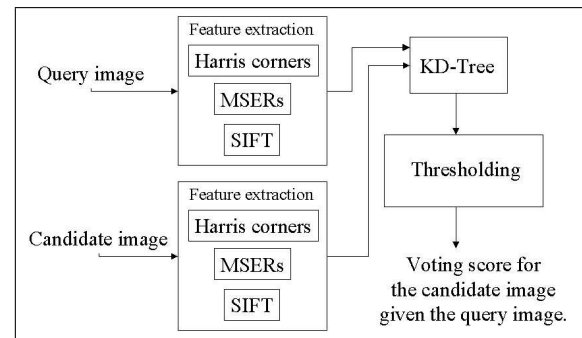 Query image
Feature extraction
Harris corners
MSERs
SIFT
Candidate image
Feature extraction
Harris corners
MSERs
SIFT
KD-Tree
Thresholding
Voting score for
the candidate image
given the query image.